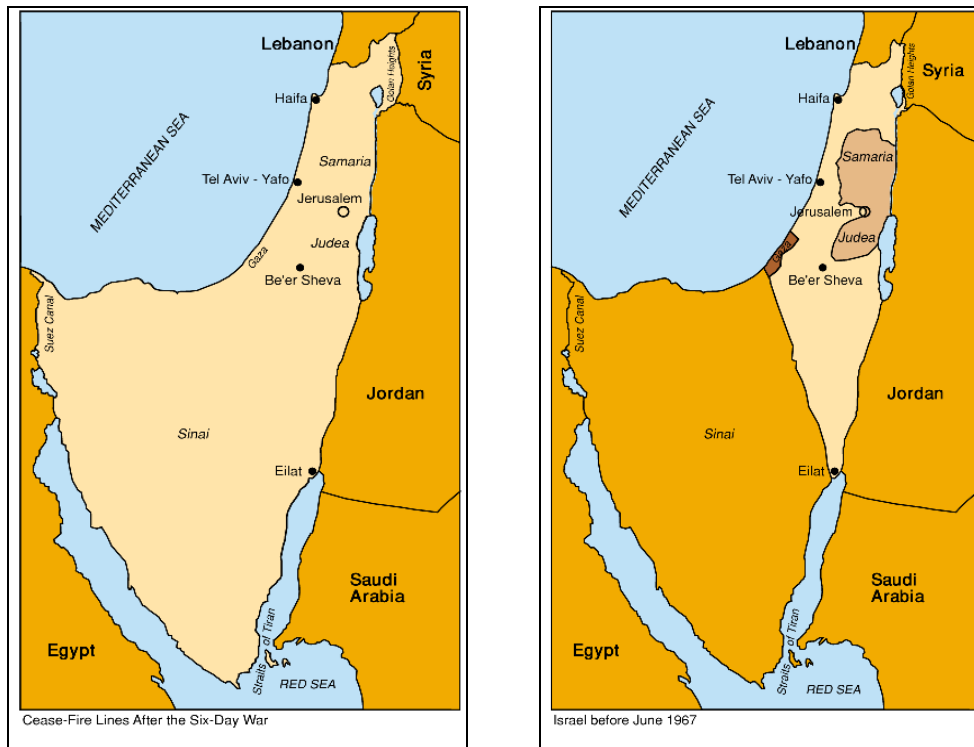 Lebanon
Syria
Golan Heights
Haifa
MEDITERRANEAN SEA
Samaria
Tel Aviv - Yafo
Jerusalem
Judea
Gaza
Be'er Sheva
Suez Canal
Jordan
Sinai
Eilat
Saudi
Arabia
Straits of Tiran
Egypt
RED SEA
Cease-Fire Lines After the Six-Day War
Lebanon
Syria
Golan Heights
Haifa
MEDITERRANEAN SEA
Samaria
Tel Aviv - Yafo
Jerusalem
Judea
Gaza
Be'er Sheva
Suez Canal
Jordan
Sinai
Eilat
Saudi
Arabia
Straits of Tiran
Egypt
RED SEA
Israel before June 1967